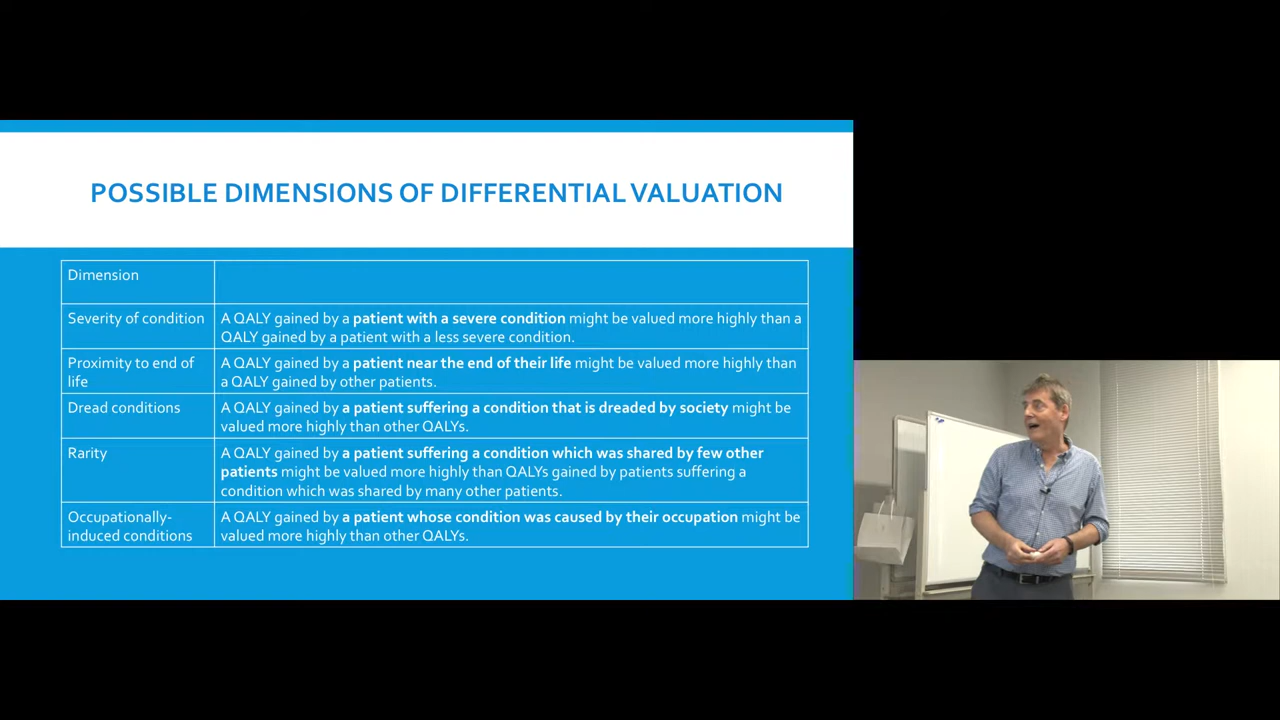 POSSIBLE DIMENSIONS OF DIFFERENTIAL VALUATION
Dimension
Severity of condition
A QALY gained by a patient with a severe condition might be valued more highly than a
QALY gained by a patient with a less severe condition.
Proximity to end of
life
A QALY gained by a patient near the end of their life might be valued more highly than
a QALY gained by other patients.
Dread conditions
A QALY gained by a patient suffering a condition that is dreaded by society might be
valued more highly than other QALYs.
Rarity
A QALY gained by a patient suffering a condition which was shared by few other
patients might be valued more highly than QALYs gained by patients suffering a
condition which was shared by many other patients.
Occupationally-
induced conditions
A QALY gained by a patient whose condition was caused by their occupation might be
valued more highly than other QALYs.